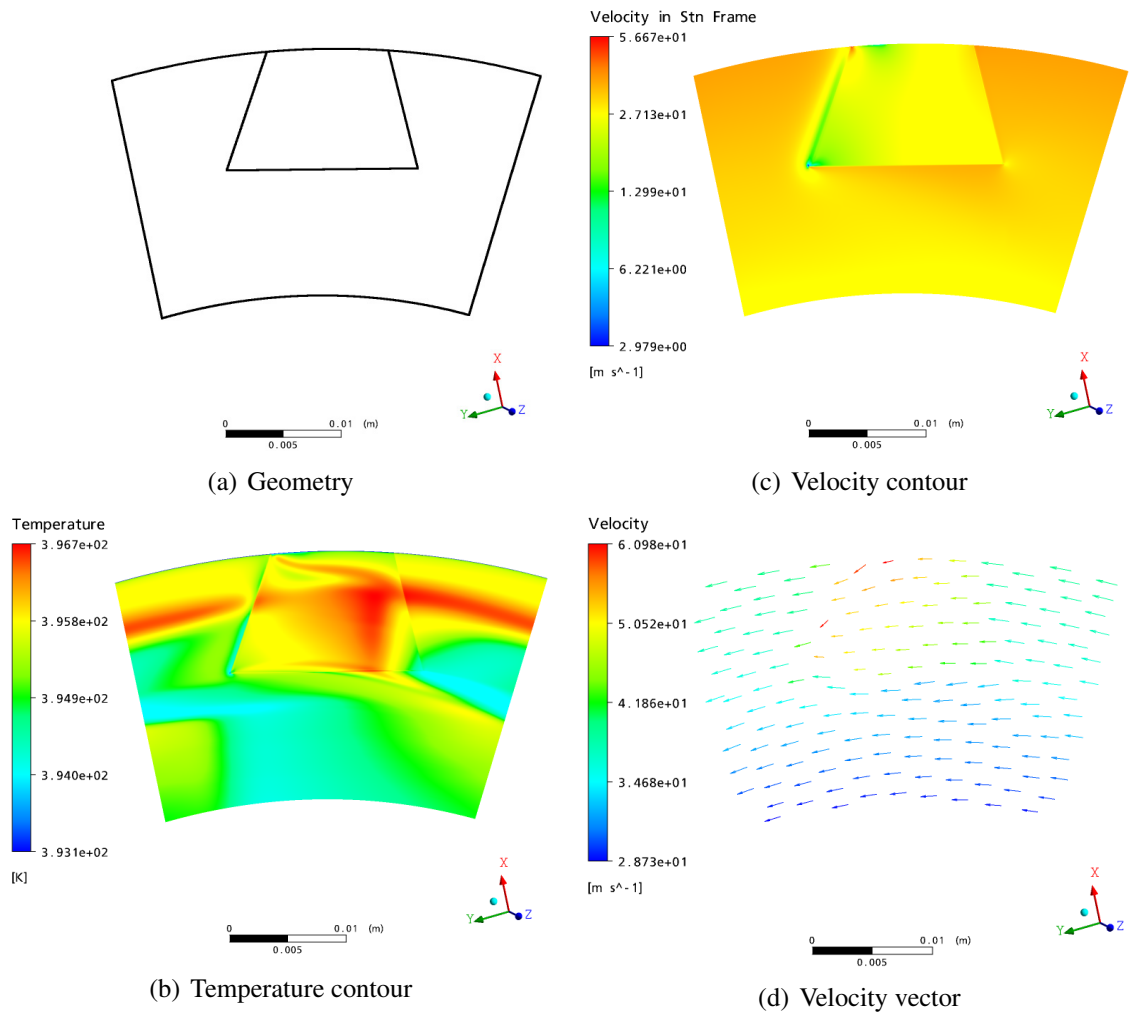 X
Y
Z
0
0.01
(m)
0.005
(a) Geometry
Velocity in Stn Frame
5.667e+01
2.713e+01
1.299e+01
6.221e+00
2.979e+00
[m s^-1]
X
Y
Z
0
0.01
(m)
0.005
(c) Velocity contour
Temperature
3.967e+02
3.958e+02
3.949e+02
3.940e+02
3.931e+02
[K]
X
Y
Z
0
0.01
(m)
0.005
(b) Temperature contour
Velocity
6.098e+01
5.052e+01
4.186e+01
3.468e+01
2.873e+01
[m s^-1]
X
Y
Z
0
0.01
(m)
0.005
(d) Velocity vector